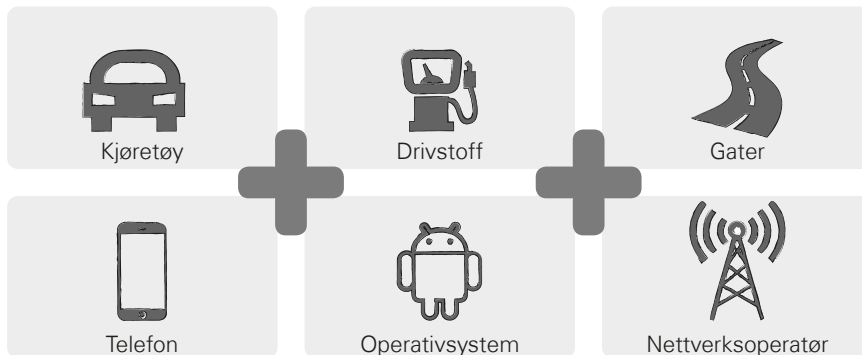 Kjøretøy
Drivstoff
Gater
Telefon
Operativsystem
Nettverksoperatør